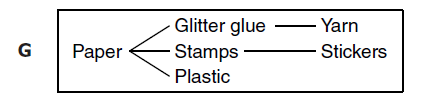 G
Glitter glue Yarn
Paper Stamps Stickers
Plastic